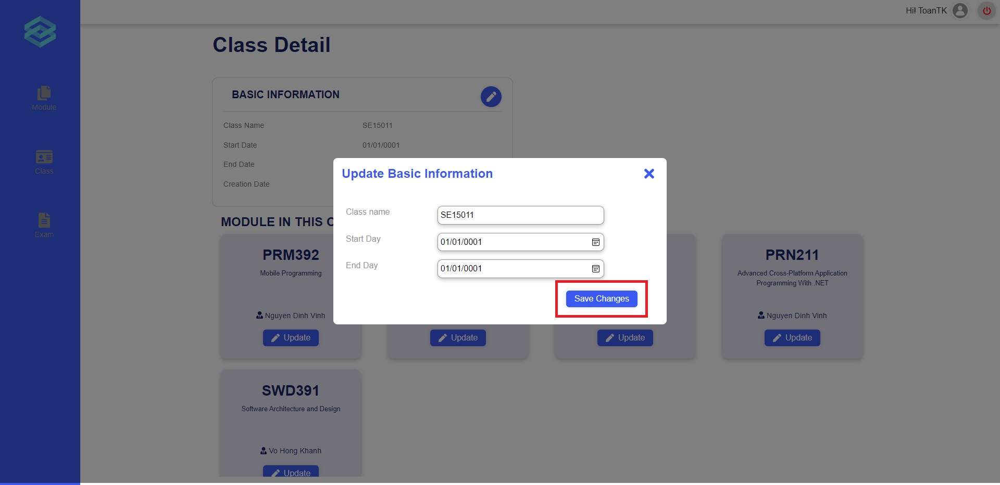 Hi! ToanTK
Class Detail
BASIC INFORMATION
Module
Class Name SE15011
Start Date 01/01/0001
Class
End Date
Creation Date
Update Basic Information
Class name SE15011
Start Day 01/01/0001
End Day 01/01/0001
Save Changes
Exam
MODULE IN THIS C
PRM392
Mobile Programming
Nguyen Dinh Vinh
Update
Update
Update
PRN211
Advanced Cross-Platform Application
Programming With .NET
Nguyen Dinh Vinh
Update
SWD391
Software Architecture and Design
Vo Hong Khanh
Update